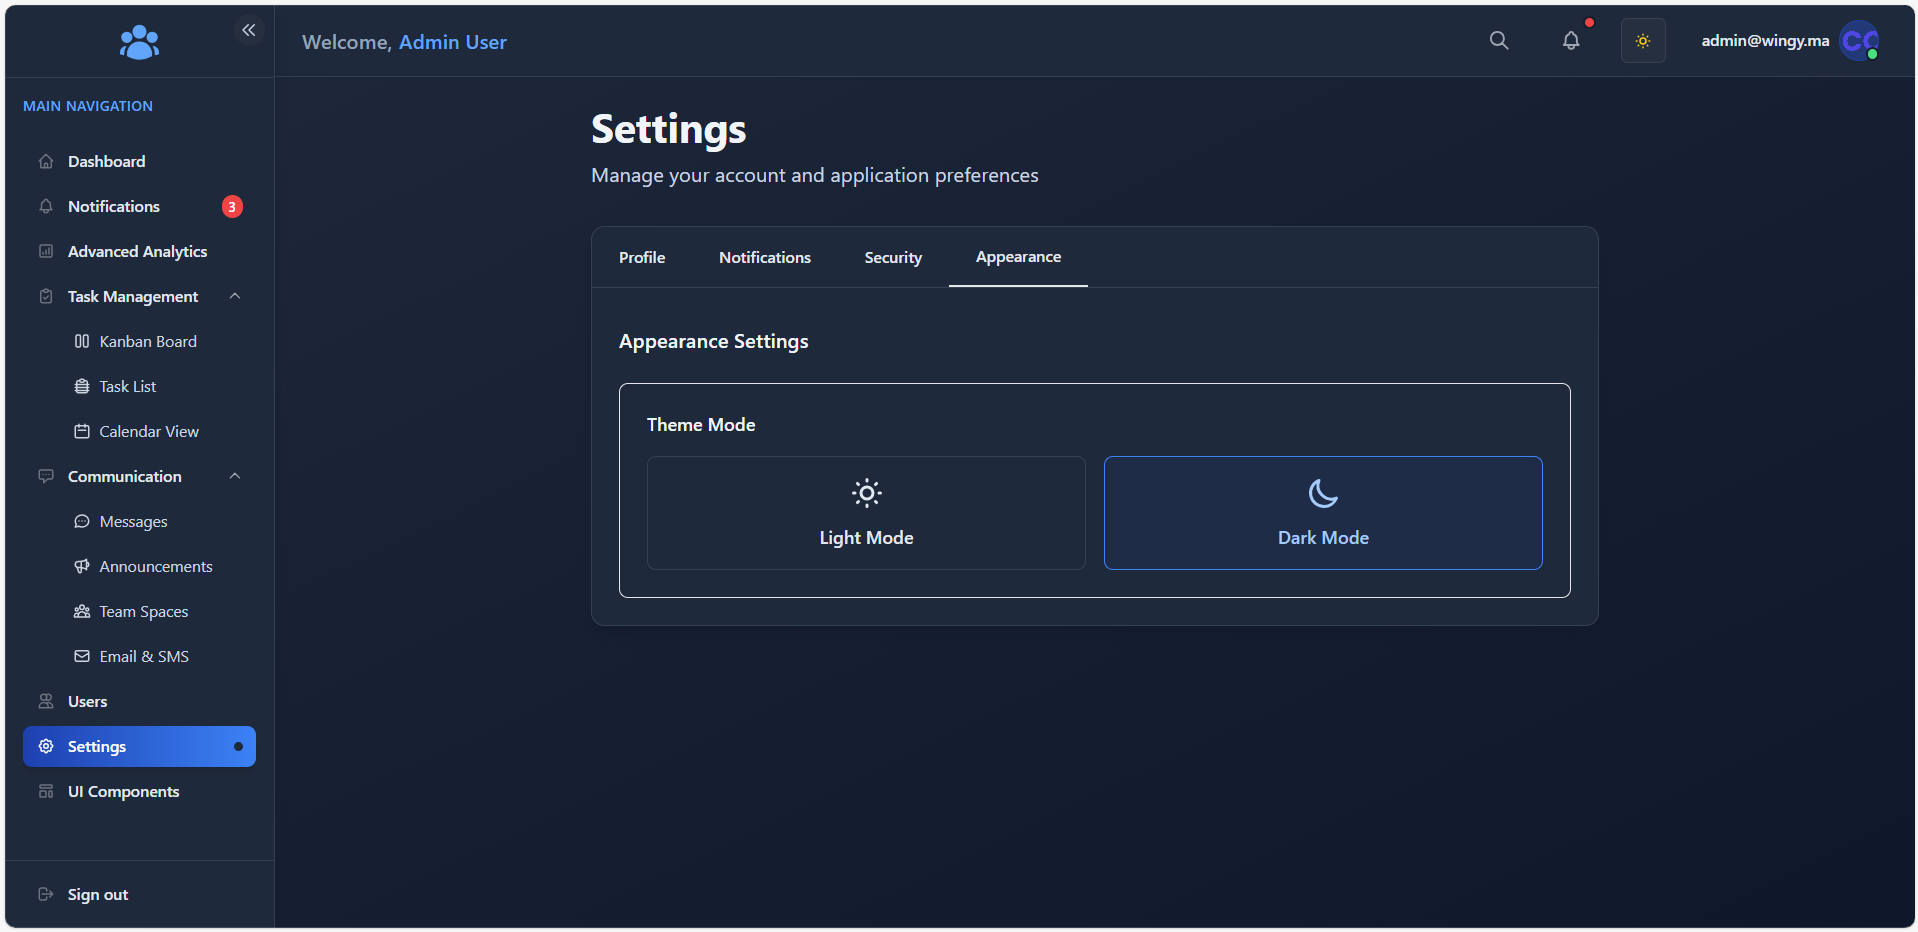 Welcome, Admin User
admin@wingy.ma
MAIN NAVIGATION
Dashboard
Notifications
3
Advanced Analytics
Task Management
Kanban Board
Task List
Calendar View
Communication
Messages
Announcements
Team Spaces
Email & SMS
Users
Settings
UI Components
Sign out
Settings
Manage your account and application preferences
Profile
Notifications
Security
Appearance
Appearance Settings
Theme Mode
Light Mode
Dark Mode